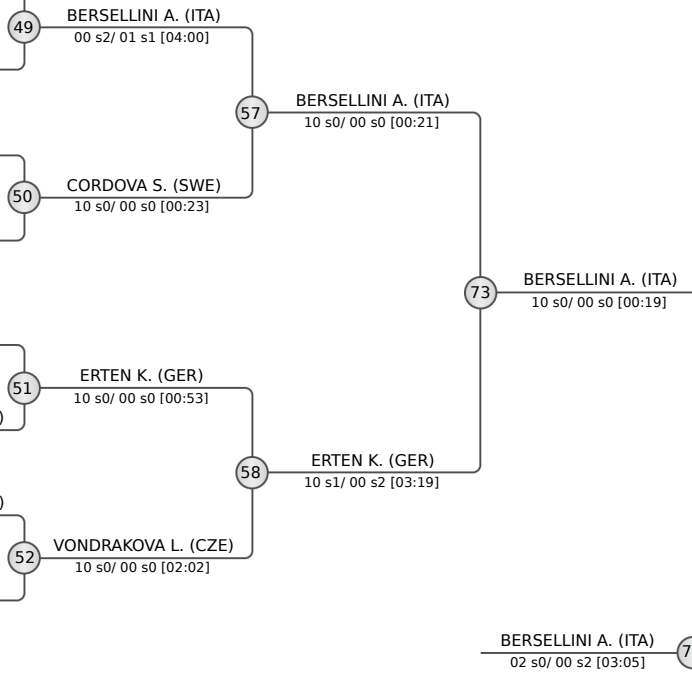 BERSELLINI A. (ITA)
49
00 s2/ 01 s1 [04:00]
BERSELLINI A. (ITA)
57
10 s0/ 00 s0 [00:21]
CORDOVA S. (SWE)
50
10 s0/ 00 s0 [00:23]
BERSELLINI A. (ITA)
73
10 s0/ 00 s0 [00:19]
ERTEN K. (GER)
51
10 s0/ 00 s0 [00:53]
)
ERTEN K. (GER)
58
10 s1/ 00 s2 [03:19]
)
VONDRAKOVA L. (CZE)
52
10 s0/ 00 s0 [02:02]
BERSELLINI A. (ITA)
02 s0/ 00 s2 [03:05]